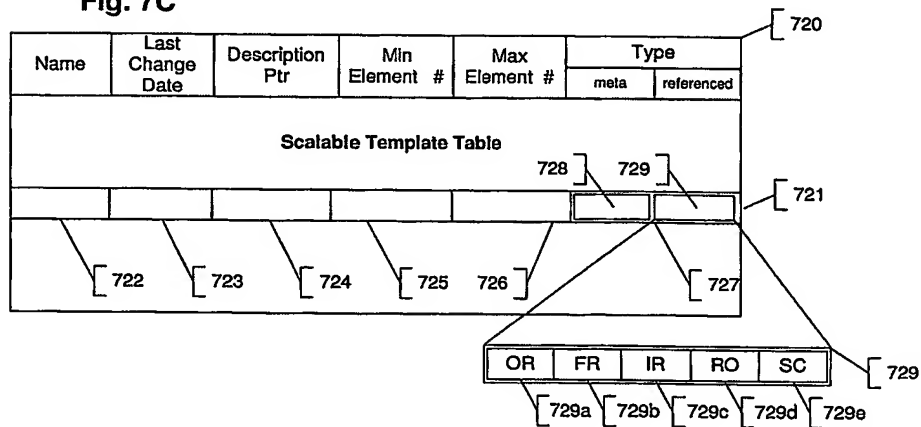 Fig. 7C
720
Name
Last Change Date
Description Ptr
Min Element #
Max Element #
Type
meta
referenced
Scalable Template Table
728
729
721
722
723
724
725
726
727
OR
FR
IR
RO
SC
729
729a
729b
729c
729d
729e